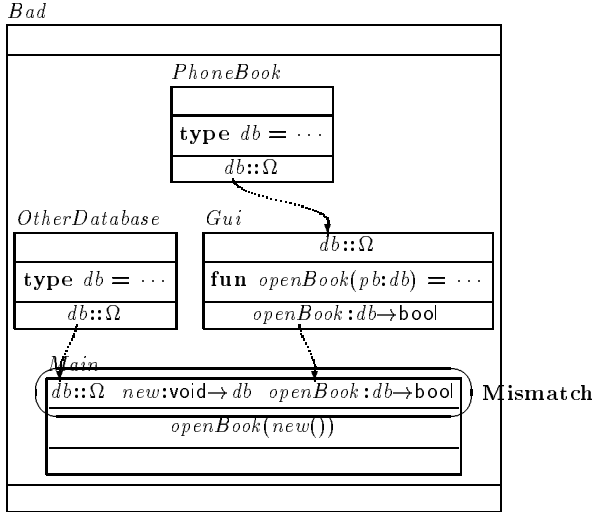 Bad
PhoneBook
type db = ···
db::Ω
OtherDatabase
Gui
db::Ω
type db = ···
fun openBook(pb:db) = ···
db::Ω
openBook:db→bool
Main
db::Ω new:void→db openBook:db→bool
Mismatch
openBook(new())